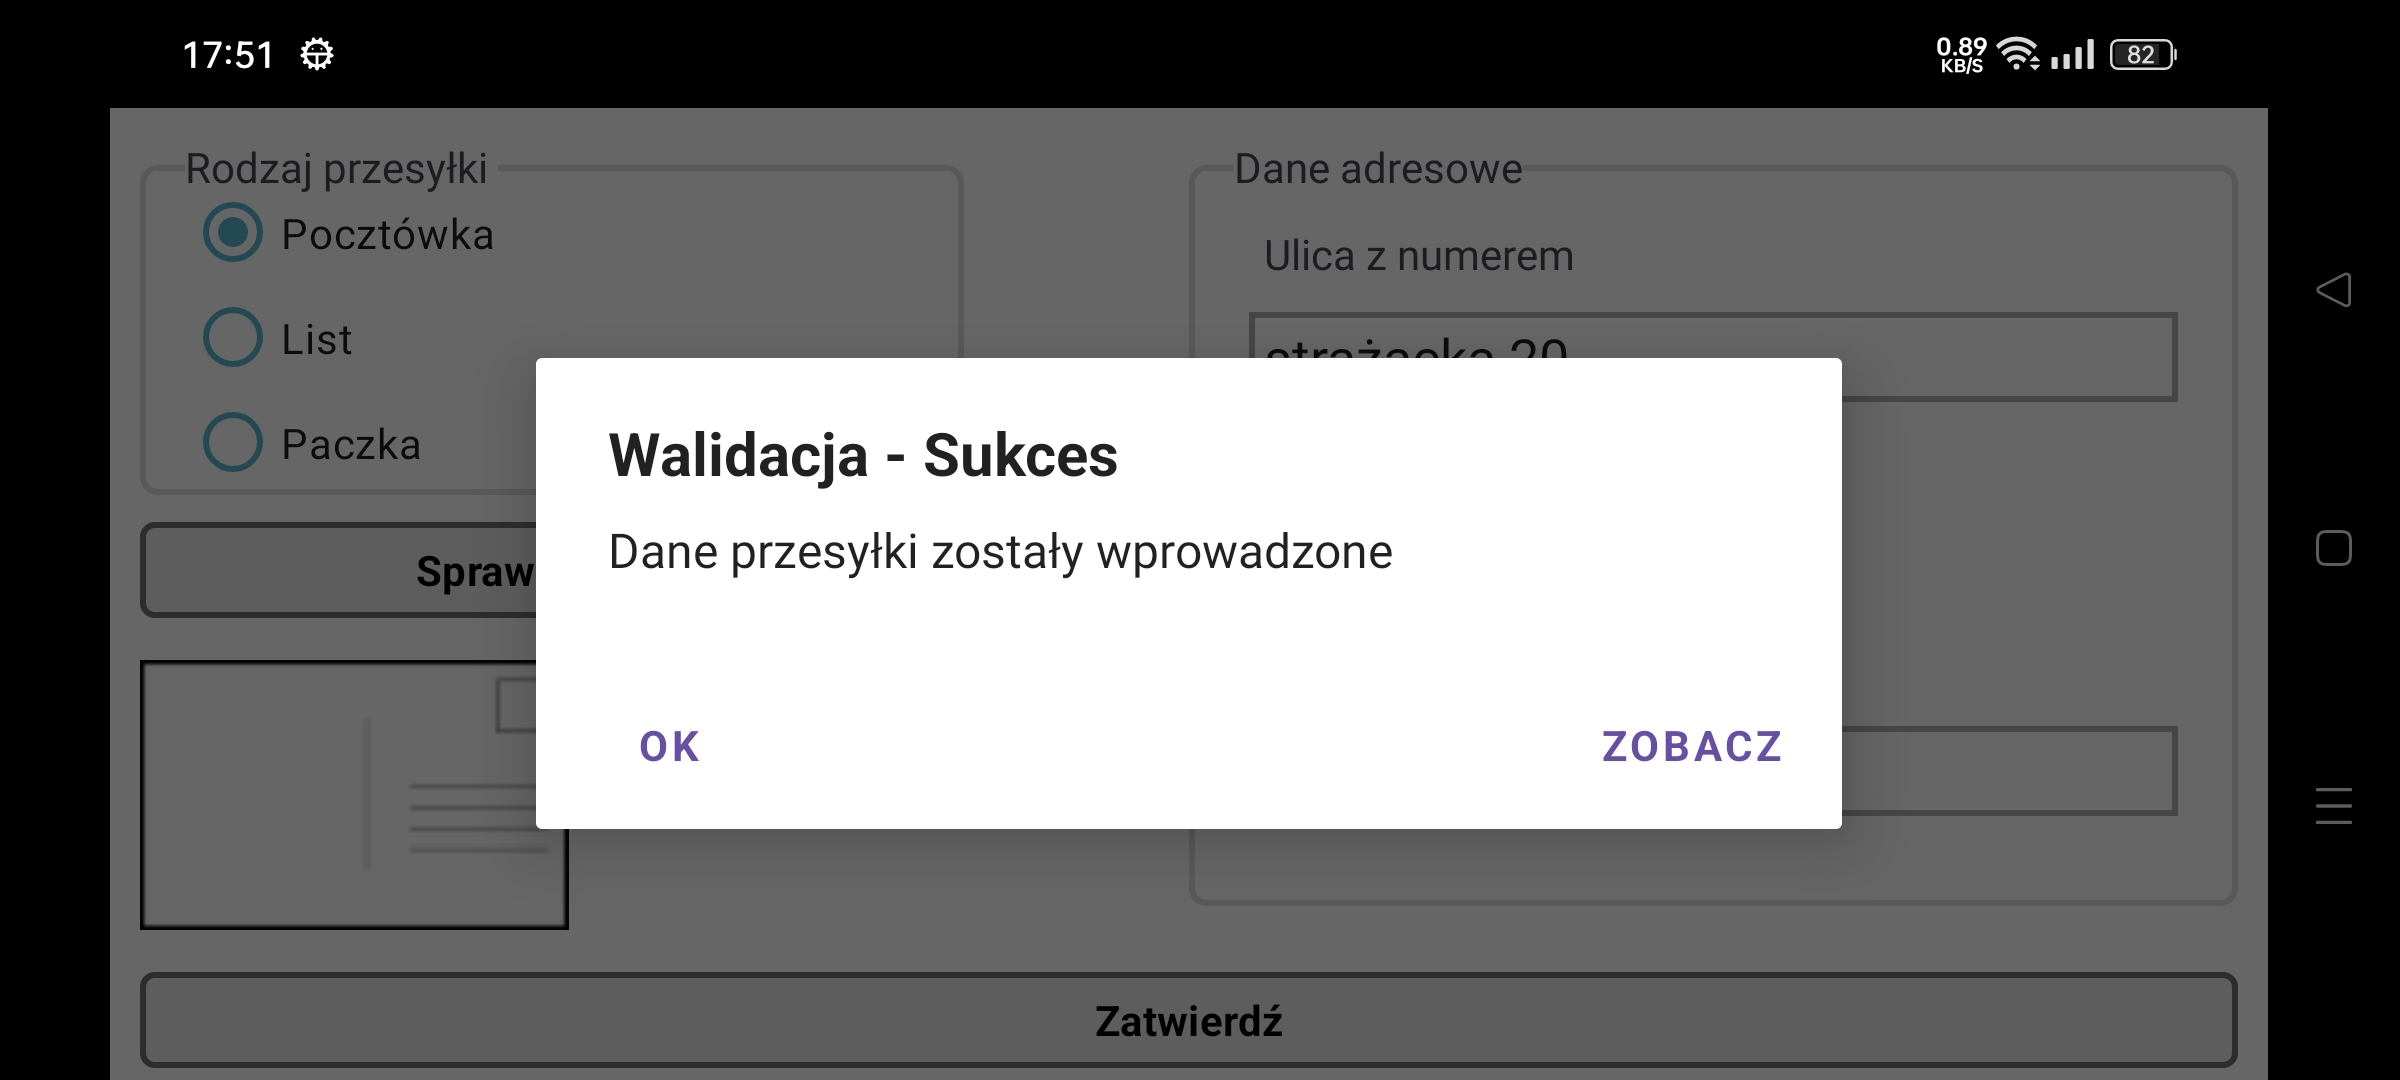 17:51
0.89
KB/S
82
Rodzaj przesyłki
Pocztówka
List
Paczka
Spraw
Dane adresowe
Ulica z numerem
20
Walidacja - Sukces
Dane przesyłki zostały wprowadzone
OK
ZOBACZ
Zatwierdź